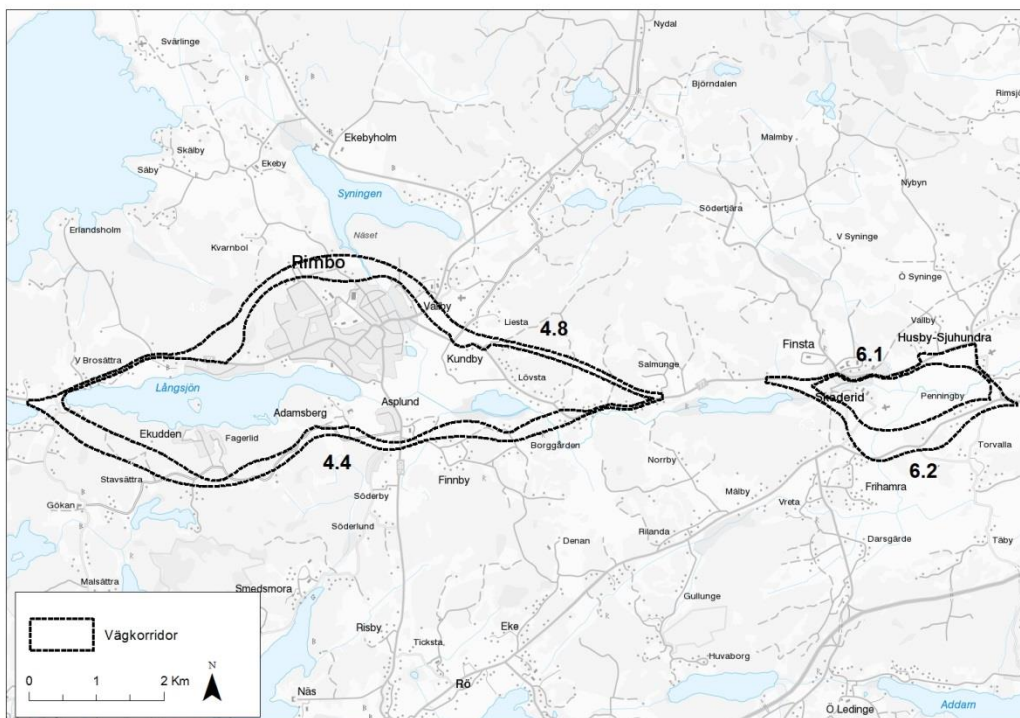 Nydal
Svärlinge
Björndalen
Rimsjö
Ekebyholm
Malmby
Skälby
Ekeby
Säby
Nybyn
Syningen
Södertjära
Erlandsholm
Näset
V Syninge
Kvarnbol
Rimbo
Ö Syninge
Vallby
Liesta
Vallby
4.8
Husby-Sjuhundra
Finsta
6.1
V Brosättra
Kundby
Salmunge
Lövsta
Långsjön
Skederid
Penningby
Adamsberg
Asplund
Ekudden
Fagerlid
Borggården
Torvalla
4.4
6.2
Stavsättra
Finnby
Norrby
Söderby
Frihamra
Gökan
Målby
Vreta
Söderlund
Rilanda
Denan
Darsgärde
Täby
Malsättra
Smedsmora
Gullunge
Risby
Eke
Ticksta
Huvaborg
Näs
Rö
Ö Ledinge
Addarn
Vägkorridor
N
0 1 2 Km